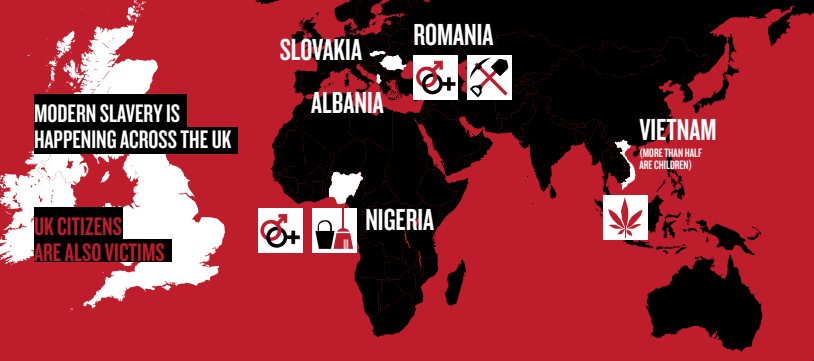 MODERN SLAVERY IS
HAPPENING ACROSS THE UK
UK CITIZENS
ARE ALSO VICTIMS
SLOVAKIA
ROMANIA
ALBANIA
NIGERIA
VIETNAM
(MORE THAN HALF
ARE CHILDREN)